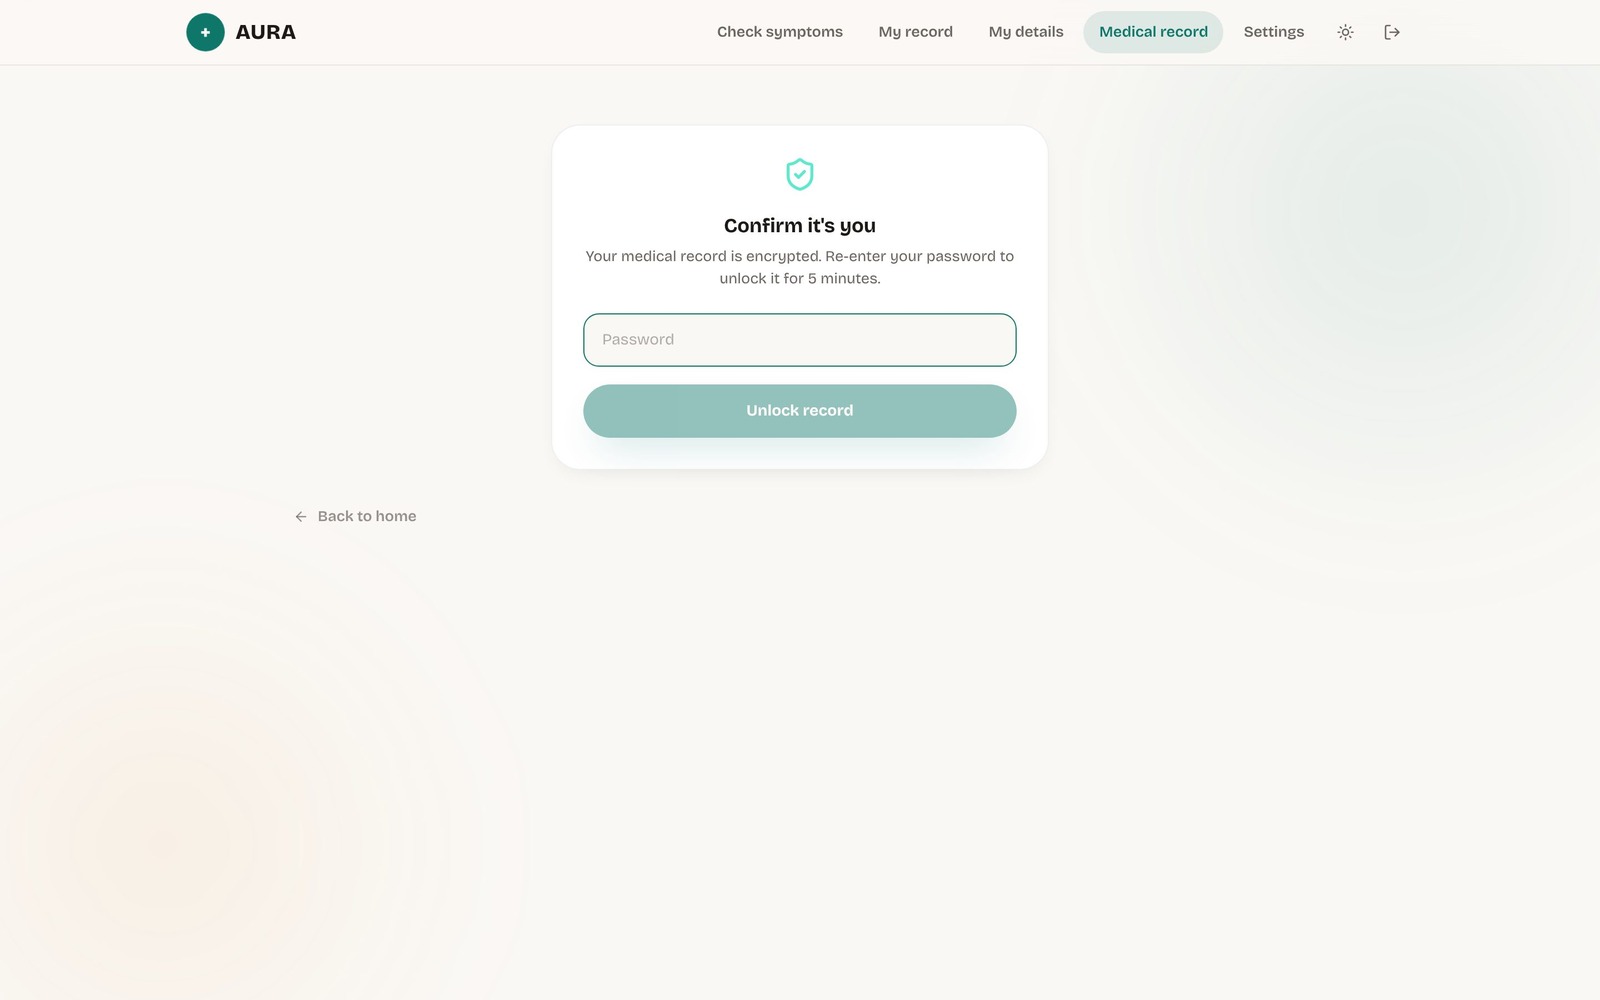 AURA
Check symptoms
My record
My details
Medical record
Settings
Confirm it's you
Your medical record is encrypted. Re-enter your password to
unlock it for 5 minutes.
Password
Unlock record
Back to home